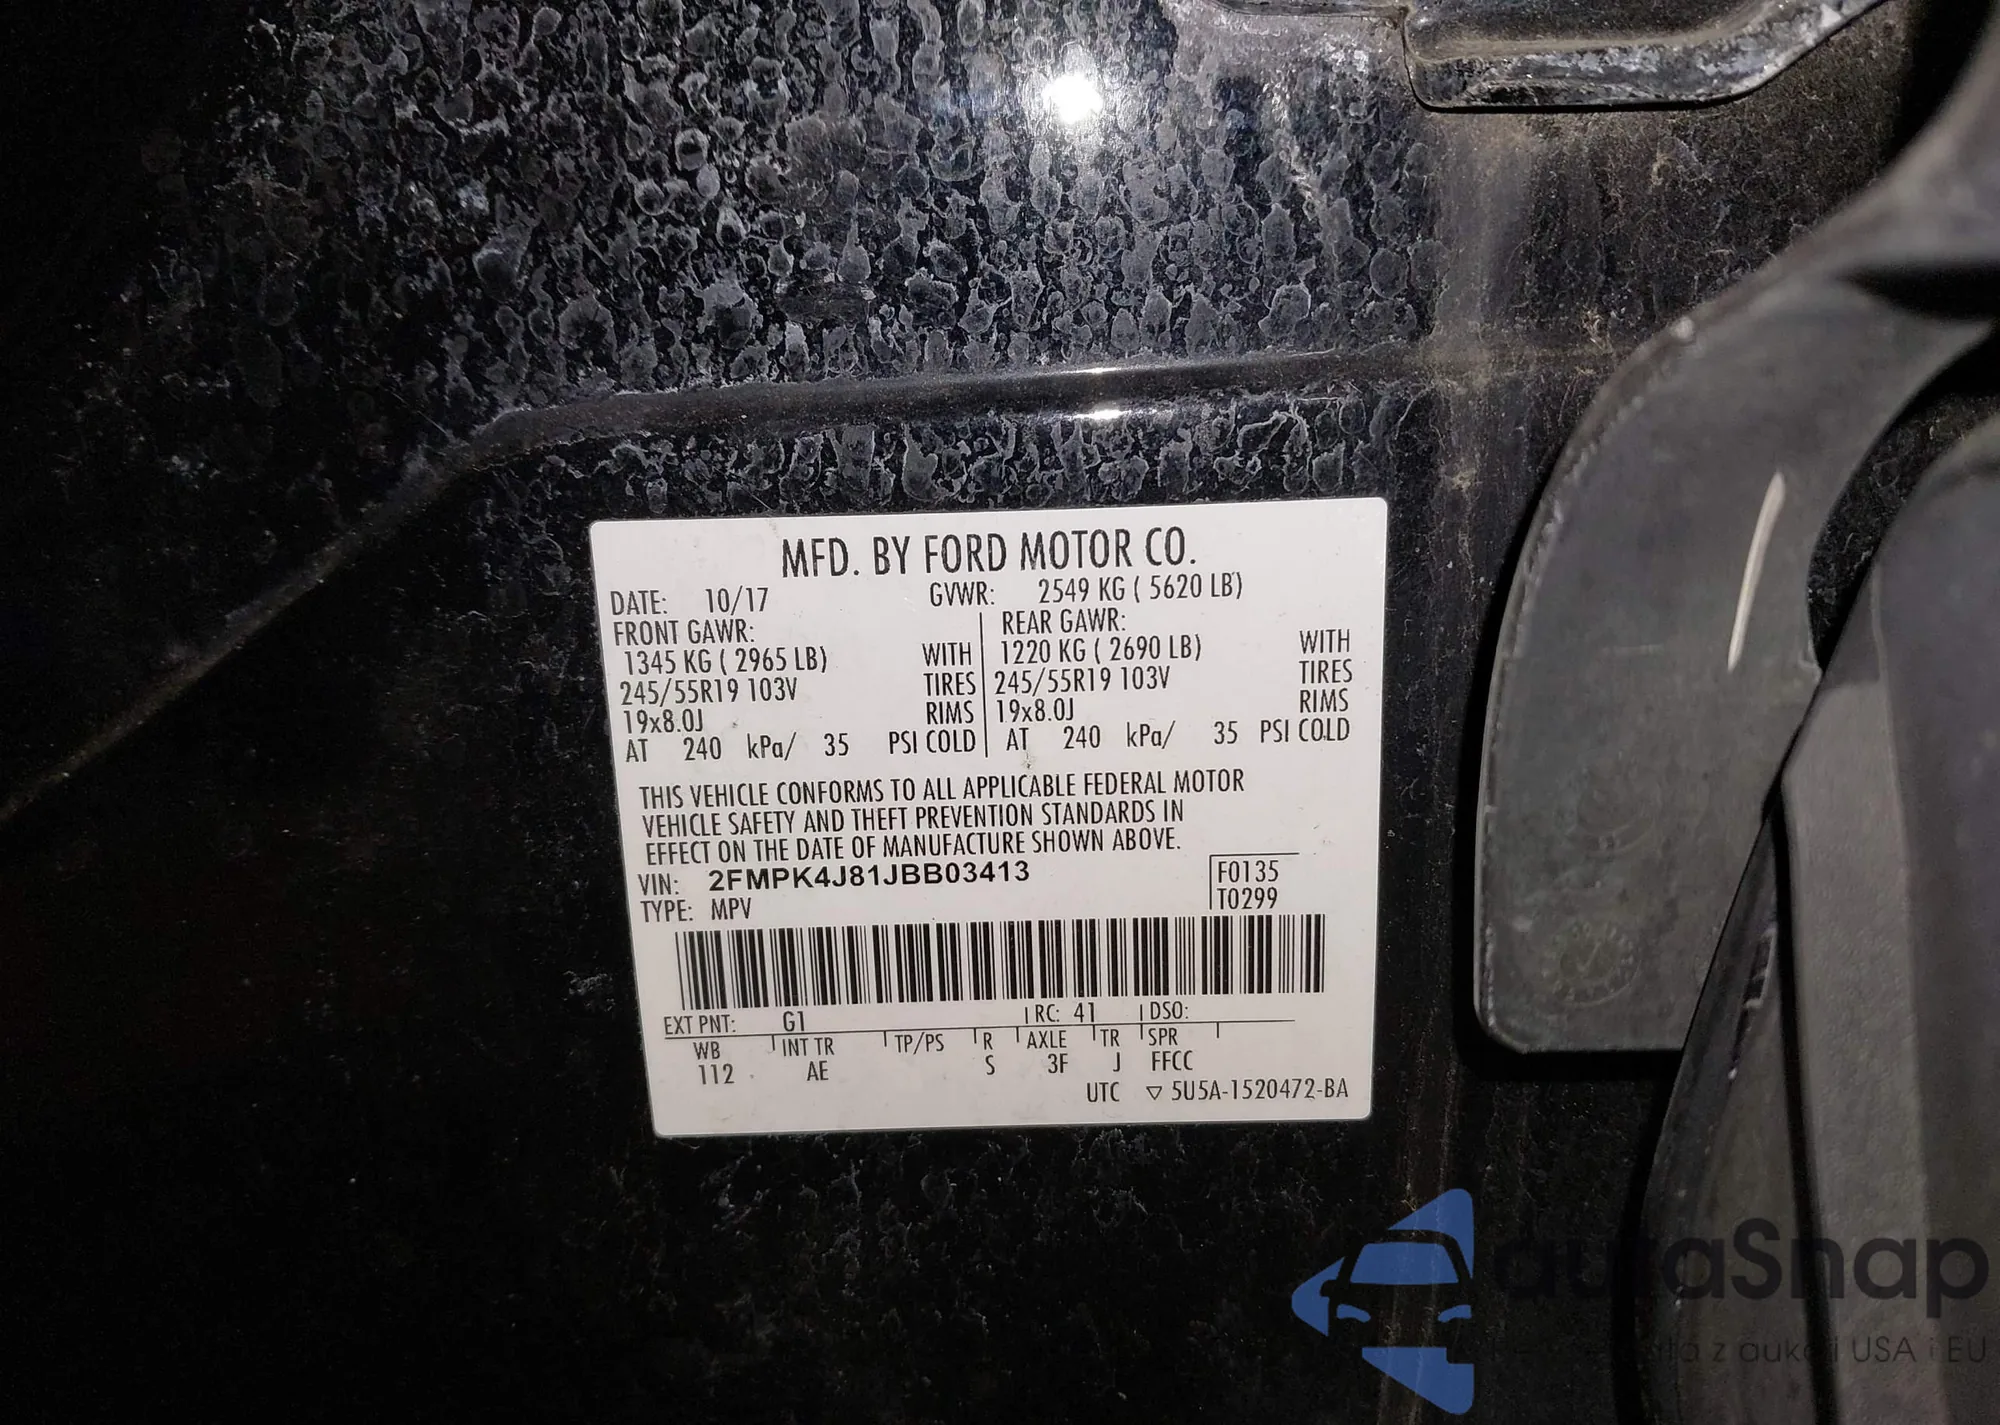 MFD. BY FORD MOTOR CO.
DATE: 10/17 GVWR: 2549 KG ( 5620 LB)
FRONT GAWR: REAR GAWR:
1345 KG ( 2965 LB) WITH 1220 KG ( 2690 LB) WITH
245/55R19 103V TIRES 245/55R19 103V TIRES
19x8.0J RIMS 19x8.0J RIMS
AT 240 kPa/ 35 PSI COLD AT 240 kPa/ 35 PSI COLD
THIS VEHICLE CONFORMS TO ALL APPLICABLE FEDERAL MOTOR
VEHICLE SAFETY AND THEFT PREVENTION STANDARDS IN
EFFECT ON THE DATE OF MANUFACTURE SHOWN ABOVE.
VIN: 2FMPK4J81JBB03413 F0135
TYPE: MPV T0299
EXT PNT: G1 RC: 41 DSO:
WB INT TR TP/PS R AXLE TR SPR
112 AE S 3F J FFCC
UTC ▽ 5U5A-1520472-BA
autaSnap
z aukcji USA i EU